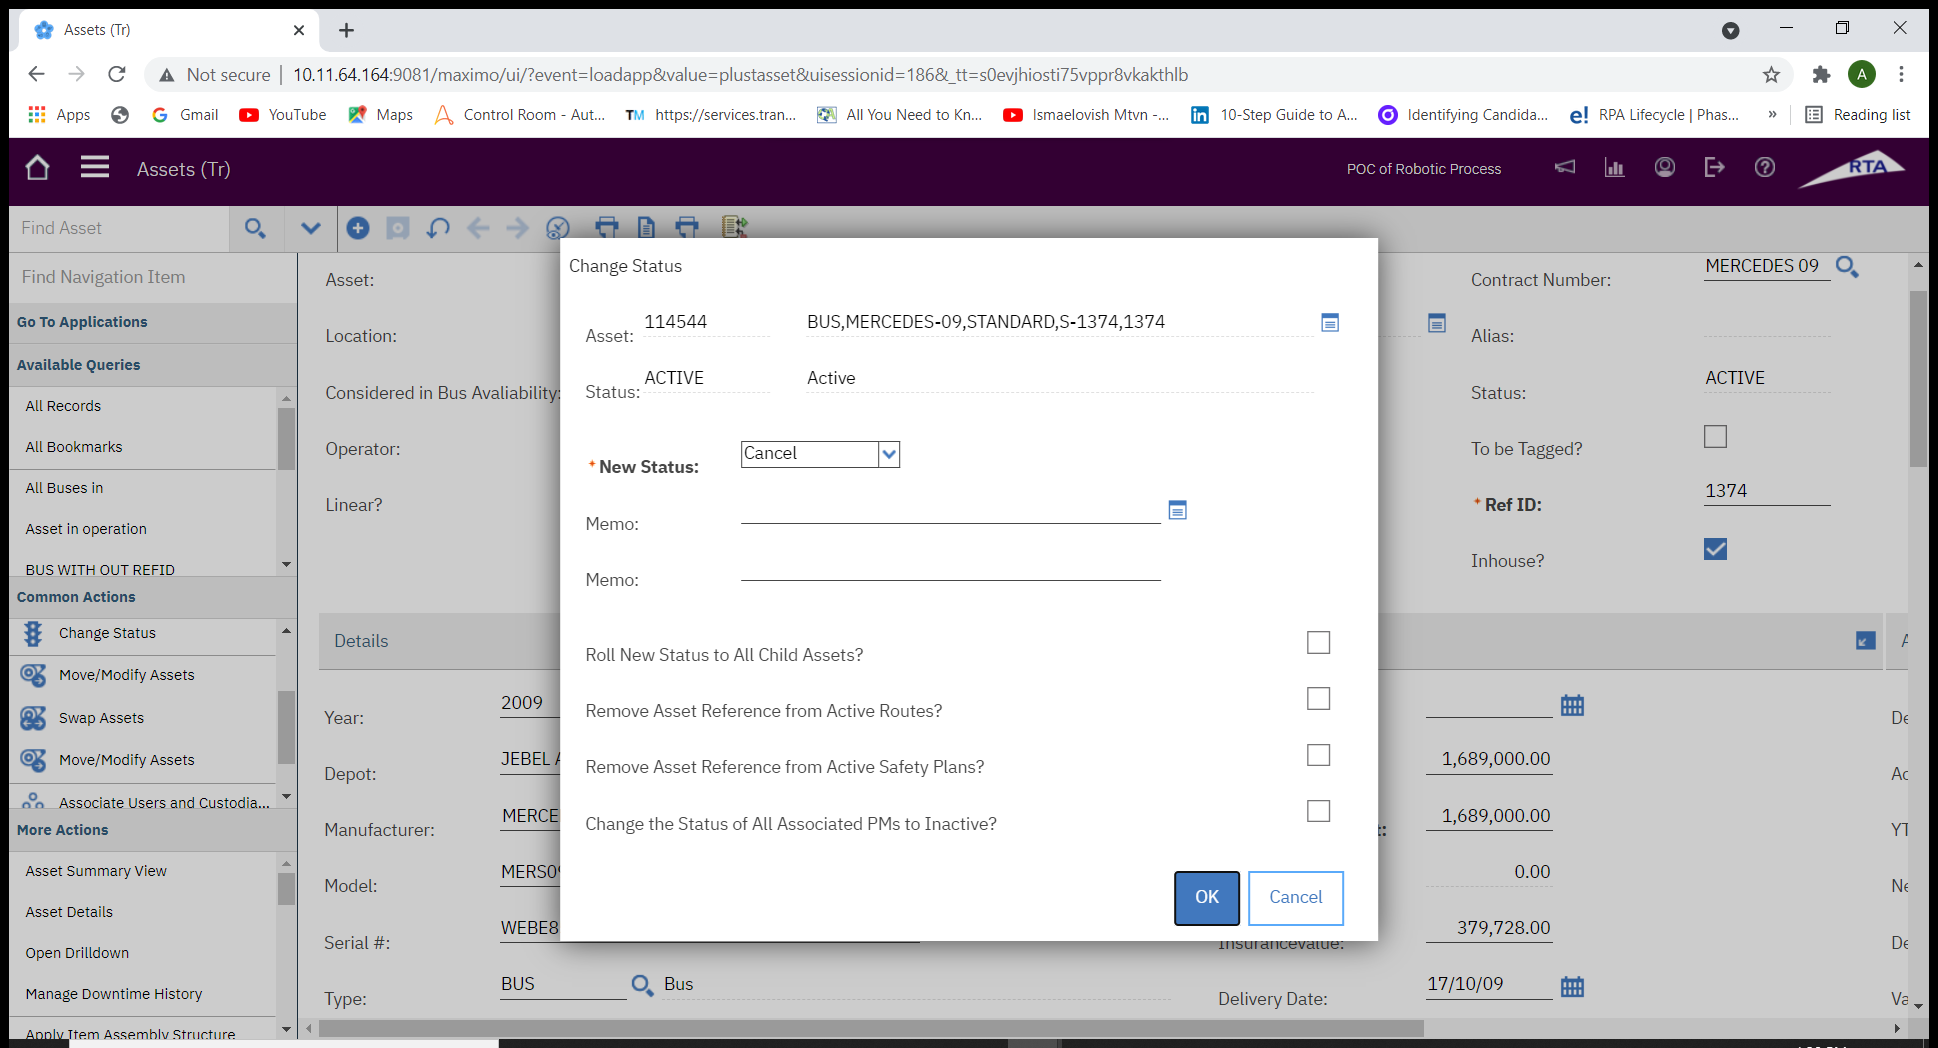 Assets (Tr)
Not secure
10.11.64.164:9081/maximo/ui/?event=loadapp&value=plustasset&uisessionid=186&_tt=s0evjhiosti75vppr8vkakthlb
A
Apps
Gmail
YouTube
Maps
Control Room - Aut...
TM https://services.tran...
All You Need to Kn...
Ismaelovish Mtvn -...
in 10-Step Guide to A...
Identifying Candida...
e! RPA Lifecycle | Phas...
»
Reading list
Assets (Tr)
POC of Robotic Process
RTA
Find Asset
Find Navigation Item
Go To Applications
Available Queries
All Records
All Bookmarks
All Buses in
Asset in operation
BUS WITH OUT REFID
Common Actions
Change Status
Move/Modify Assets
Swap Assets
Move/Modify Assets
Associate Users and Custodia...
More Actions
Asset Summary View
Asset Details
Open Drilldown
Manage Downtime History
Apply Item Assembly Structure
Asset:
Location:
Considered in Bus Avaliability:
Operator:
Linear?
Contract Number: MERCEDES 09
Alias:
Status: ACTIVE
To be Tagged?
* Ref ID: 1374
Inhouse?
Details
Year: 2009
Depot: JEBEL
Manufacturer: MERCE
Model: MERS0
Serial #: WEBE8
Type: BUS Bus
1,689,000.00
1,689,000.00
0.00
Insurancevalue: 379,728.00
Delivery Date: 17/10/09
De
Ac
YT
Ne
De
Va
Change Status
Asset: 114544 BUS,MERCEDES-09,STANDARD,S-1374,1374
Status: ACTIVE Active
* New Status: Cancel
Memo:
Memo:
Roll New Status to All Child Assets?
Remove Asset Reference from Active Routes?
Remove Asset Reference from Active Safety Plans?
Change the Status of All Associated PMs to Inactive?
OK
Cancel